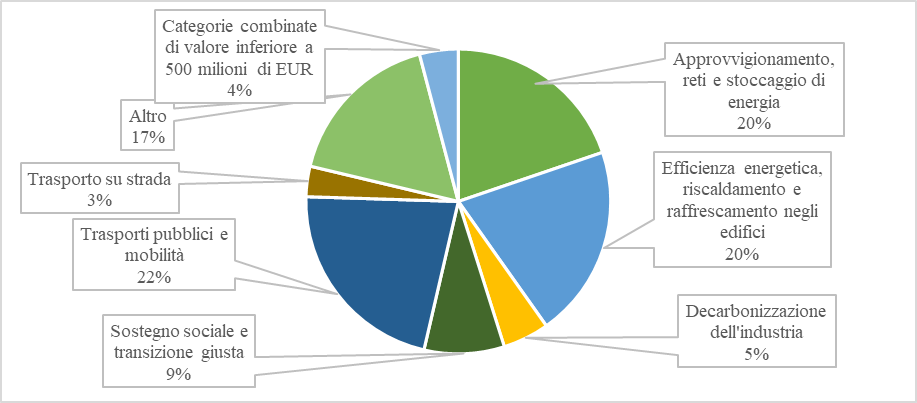 Categorie combinate
di valore inferiore a
500 milioni di EUR
4%
Approvvigionamento,
reti e stoccaggio di
energia
20%
Altro
17%
Efficienza energetica,
riscaldamento e
raffrescamento negli
edifici
20%
Trasporto su strada
3%
Trasporti pubblici e
mobilità
22%
Decarbonizzazione
dell'industria
5%
Sostegno sociale e
transizione giusta
9%